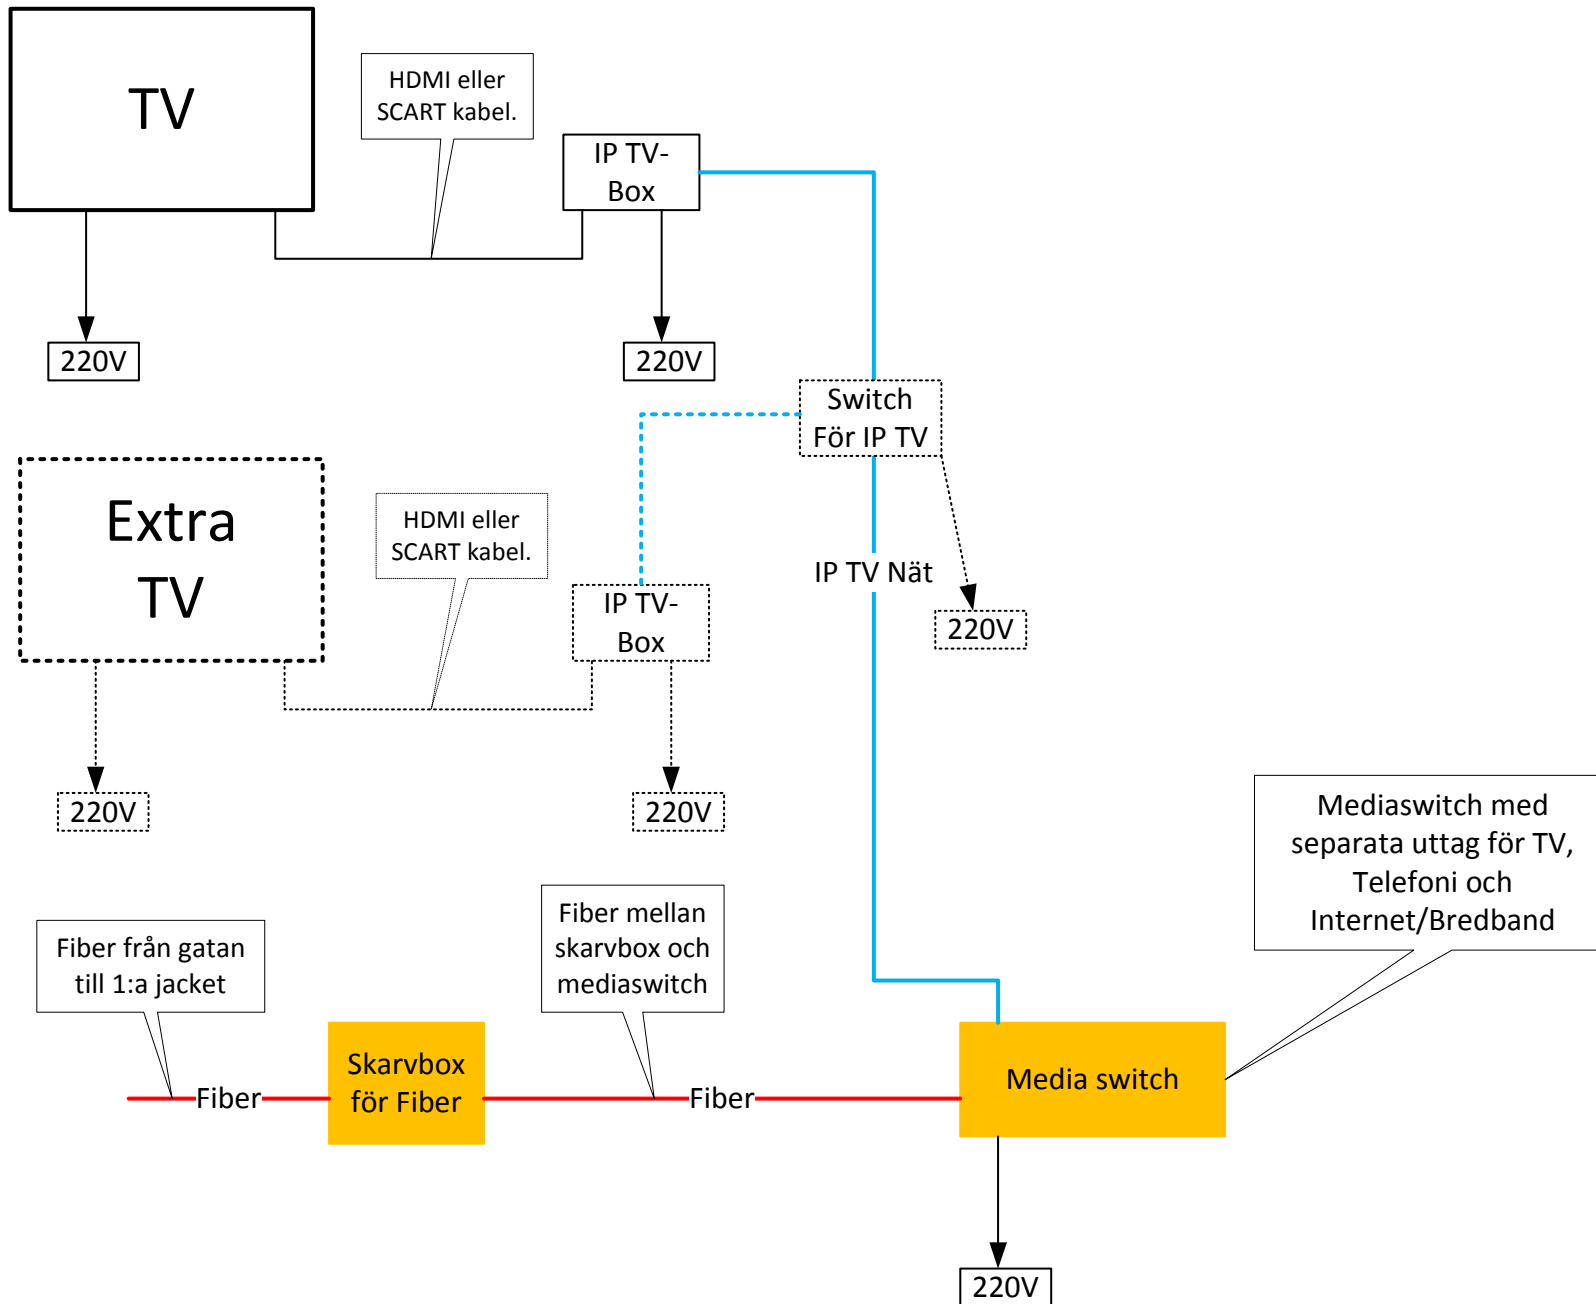 TV
HDMI eller
SCART kabel.
IP TV-
Box
220V
220V
Switch
För IP TV
Extra
TV
HDMI eller
SCART kabel.
IP TV Nät
IP TV-
Box
220V
220V
220V
Mediaswitch med
separata uttag för TV,
Telefoni och
Internet/Bredband
Fiber från gatan
till 1:a jacket
Fiber mellan
skarvbox och
mediaswitch
Fiber
Skarvbox
för Fiber
Fiber
Media switch
220V